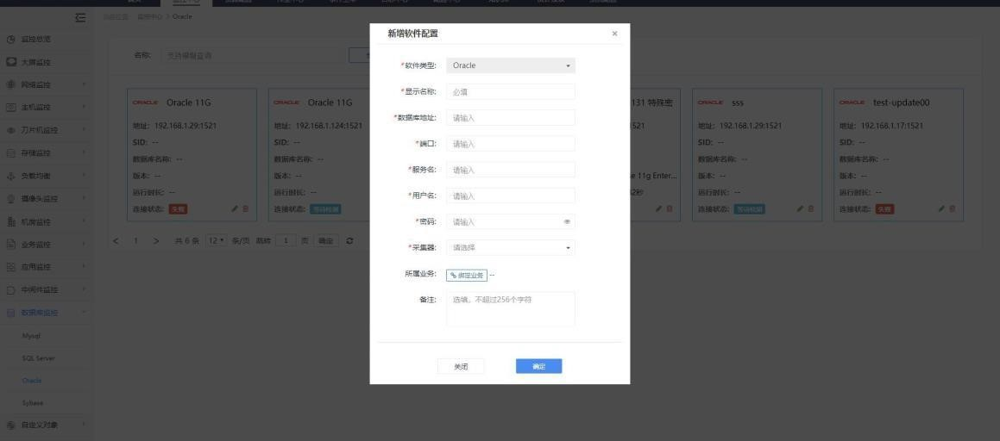 监控中心
当前位置: 监控中心 > Oracle
监控总览
大屏监控
网络监控
主机监控
刀片机监控
存储监控
负载均衡
摄像头监控
机房监控
业务监控
应用监控
中间件监控
数据库监控
Mysql
SQL Server
Oracle
Sybase
自定义对象
名称: 支持模糊查询
ORACLE Oracle 11G
地址: 192.168.1.29:1521
SID: --
数据库名称: --
版本: --
运行时长: --
连接状态: 失败
ORACLE Oracle 11G
地址: 192.168.1.124:1521
SID: --
数据库名称: --
版本: --
运行时长: --
连接状态: 等待检测
131 特殊密
521
se 11g Enter...
2秒
ORACLE sss
地址: 192.168.1.29:1521
SID: --
数据库名称: --
版本: --
运行时长: --
连接状态: 等待检测
ORACLE test-update00
地址: 192.168.1.17:1521
SID: --
数据库名称: --
版本: --
运行时长: --
连接状态: 失败
< 1 > 共 6 条 12 条/页 跳转 1 页 确定
新增软件配置 ×
*软件类型: Oracle
*显示名称: 必填
*数据库地址: 请输入
*端口: 请输入
*服务名: 请输入
*用户名: 请输入
*密码: 请输入
*采集器: 请选择
所属业务: 绑定业务 --
备注: 选填，不超过256个字符
关闭 确定